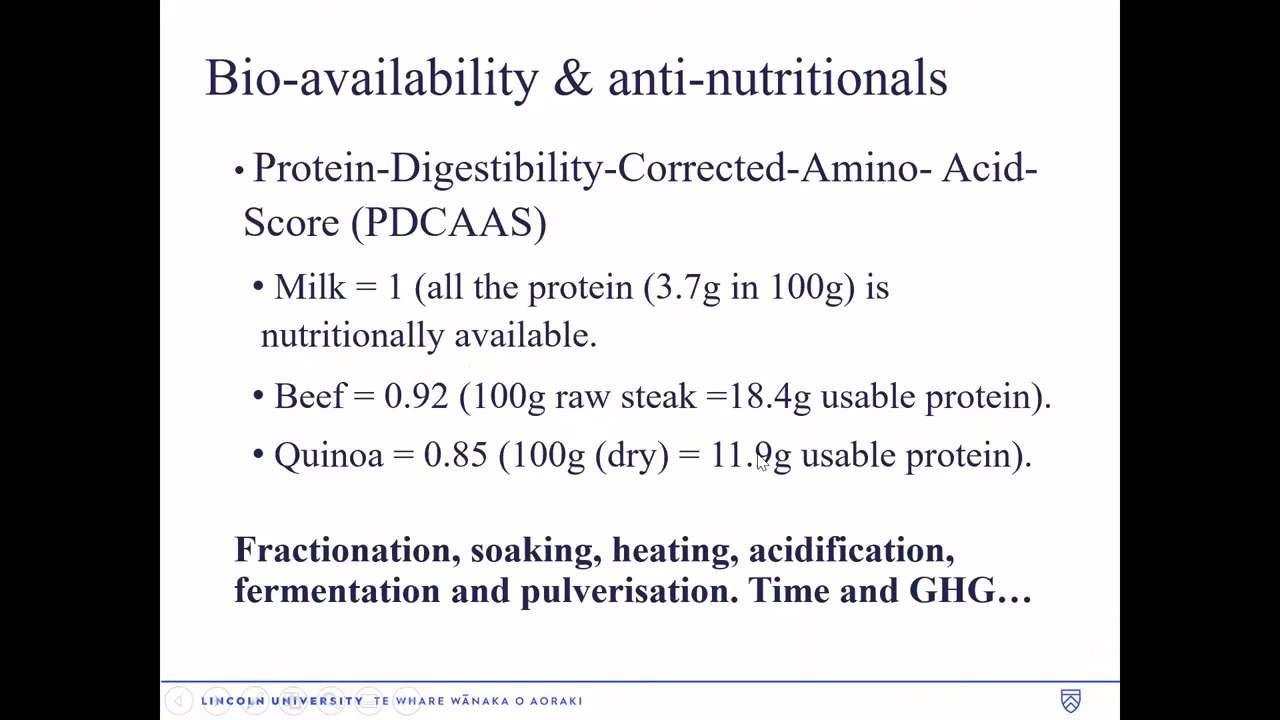 Bio-availability & anti-nutritionals
• Protein-Digestibility-Corrected-Amino- Acid-
Score (PDCAAS)
• Milk = 1 (all the protein (3.7g in 100g) is
nutritionally available.
• Beef = 0.92 (100g raw steak =18.4g usable protein).
• Quinoa = 0.85 (100g (dry) = 11.9g usable protein).
Fractionation, soaking, heating, acidification,
fermentation and pulverisation. Time and GHG…
LINCOLN UNIVERSITY TE WHARE WĀNAKA O AORAKI